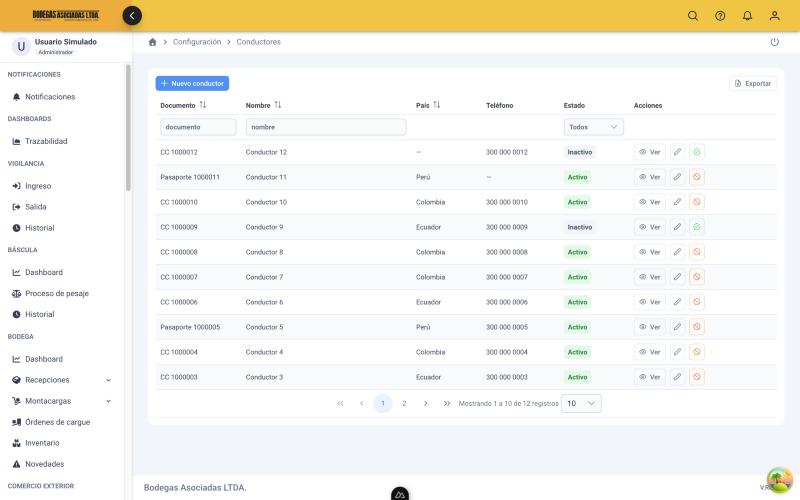 BODEGAS ASOCIADAS LTDA.
U
Usuario Simulado
Administrador
Configuración
Conductores
NOTIFICACIONES
Notificaciones
DASHBOARDS
Trazabilidad
VIGILANCIA
Ingreso
Salida
Historial
BÁSCULA
Dashboard
Proceso de pesaje
Historial
BODEGA
Dashboard
Recepciones
Montacargas
Órdenes de cargue
Inventario
Novedades
COMERCIO EXTERIOR
Nuevo conductor
Exportar
Documento Nombre País Teléfono Estado Acciones
documento nombre Todos
CC 1000012 Conductor 12 — 300 000 0012 Inactivo Ver
Pasaporte 1000011 Conductor 11 Perú — Activo Ver
CC 1000010 Conductor 10 Colombia 300 000 0010 Activo Ver
CC 1000009 Conductor 9 Ecuador 300 000 0009 Inactivo Ver
CC 1000008 Conductor 8 Colombia 300 000 0008 Activo Ver
CC 1000007 Conductor 7 Colombia 300 000 0007 Activo Ver
CC 1000006 Conductor 6 Ecuador 300 000 0006 Activo Ver
Pasaporte 1000005 Conductor 5 Perú 300 000 0005 Activo Ver
CC 1000004 Conductor 4 Colombia 300 000 0004 Activo Ver
CC 1000003 Conductor 3 Ecuador 300 000 0003 Activo Ver
1 2 Mostrando 1 a 10 de 12 registros 10
Bodegas Asociadas LTDA.